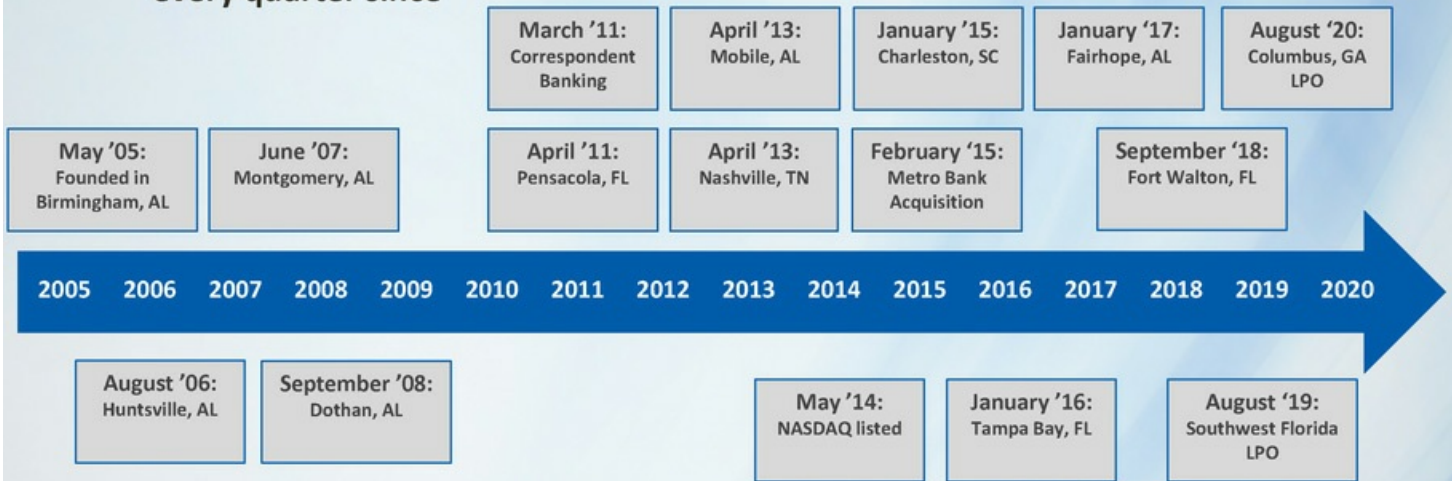 every quarter since
March ’11:
Correspondent
Banking
April ’13:
Mobile, AL
January ‘15:
Charleston, SC
January ‘17:
Fairhope, AL
August ‘20:
Columbus, GA
LPO
May ’05:
Founded in
Birmingham, AL
June ’07:
Montgomery, AL
April ’11:
Pensacola, FL
April ’13:
Nashville, TN
February ‘15:
Metro Bank
Acquisition
September ‘18:
Fort Walton, FL
2005 2006 2007 2008 2009 2010 2011 2012 2013 2014 2015 2016 2017 2018 2019 2020
August ’06:
Huntsville, AL
September ’08:
Dothan, AL
May ’14:
NASDAQ listed
January ’16:
Tampa Bay, FL
August ‘19:
Southwest Florida
LPO